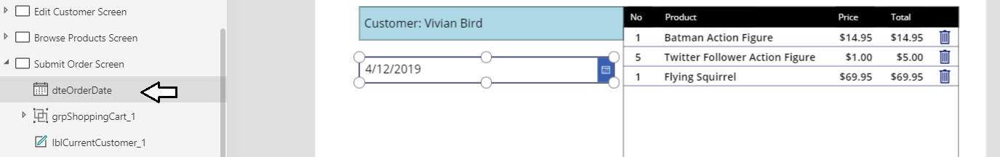 Edit Customer Screen
Browse Products Screen
Submit Order Screen
dteOrderDate
grpShoppingCart_1
lblCurrentCustomer_1
Customer: Vivian Bird
4/12/2019
No Product Price Total
1 Batman Action Figure $14.95 $14.95
5 Twitter Follower Action Figure $1.00 $5.00
1 Flying Squirrel $69.95 $69.95